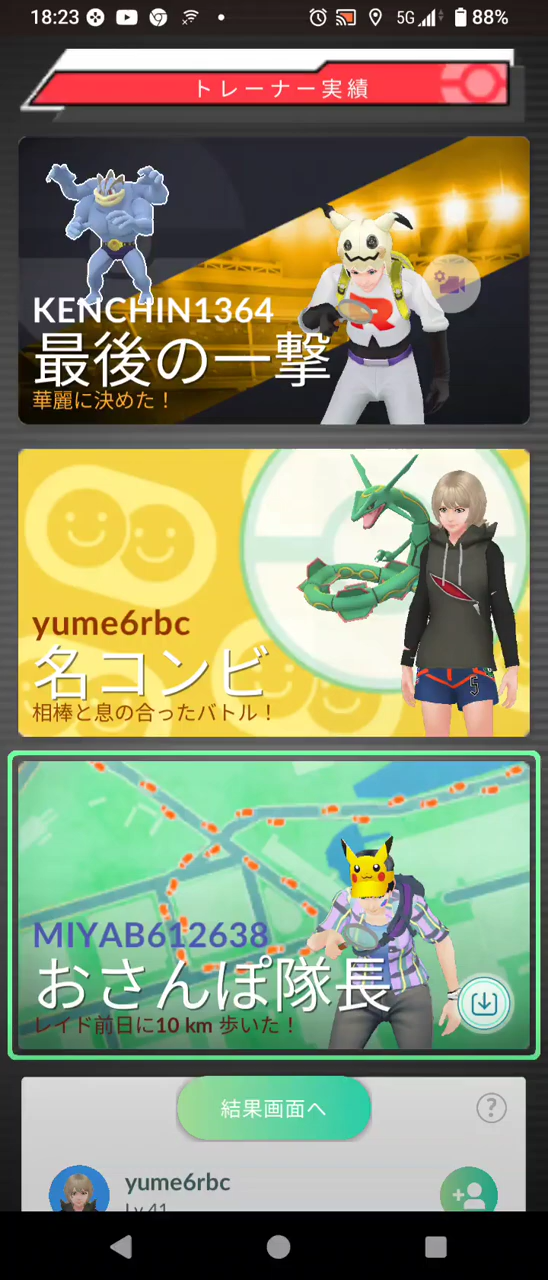 18:23
5G
88%
トレーナー実績
KENCHIN1364
最後の一撃
華麗に決めた！
yume6rbc
名コンビ
相棒と息の合ったバトル！
MIYAB612638
おさんぽ隊長
レイド前日に10 km 歩いた！
結果画面へ
?
yume6rbc
Lv.41